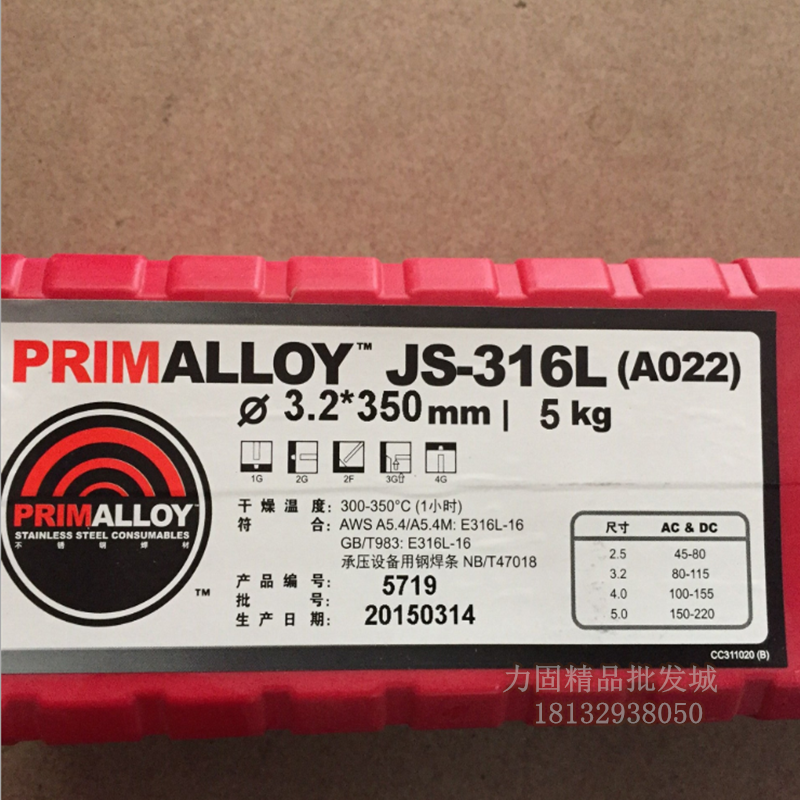 PRIMALLOY™ JS-316L (A022)
Ø 3.2*350mm | 5 kg
1G 2G 2F 3G⇧ 4G
PRIMALLOY
STAINLESS STEEL CONSUMABLES
不锈钢焊材
™
干燥温度: 300-350°C (1小时)
符合: AWS A5.4/A5.4M: E316L-16
GB/T983: E316L-16
承压设备用钢焊条 NB/T47018
产品编号: 5719
批号:
生产日期: 20150314
尺寸 AC & DC
2.5 45-80
3.2 80-115
4.0 100-155
5.0 150-220
CC311020 (B)
力固精品批发城
18132938050